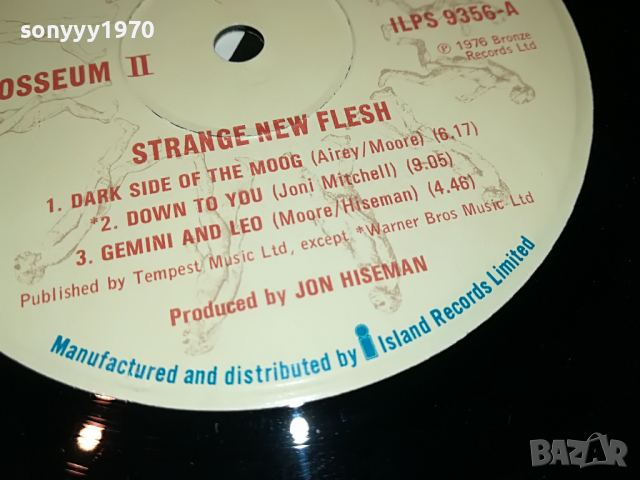 sonyyy1970
ILPS 9356-A
℗ 1976 Bronze
Records Ltd
OSSEUM II
STRANGE NEW FLESH
1. DARK SIDE OF THE MOOG (Airey/Moore) (6.17)
*2. DOWN TO YOU (Joni Mitchell) (9.05)
3. GEMINI AND LEO (Moore/Hiseman) (4.46)
Published by Tempest Music Ltd, except *Warner Bros Music Ltd
Produced by JON HISEMAN
Manufactured and distributed by i Island Records Limited
BAZAR